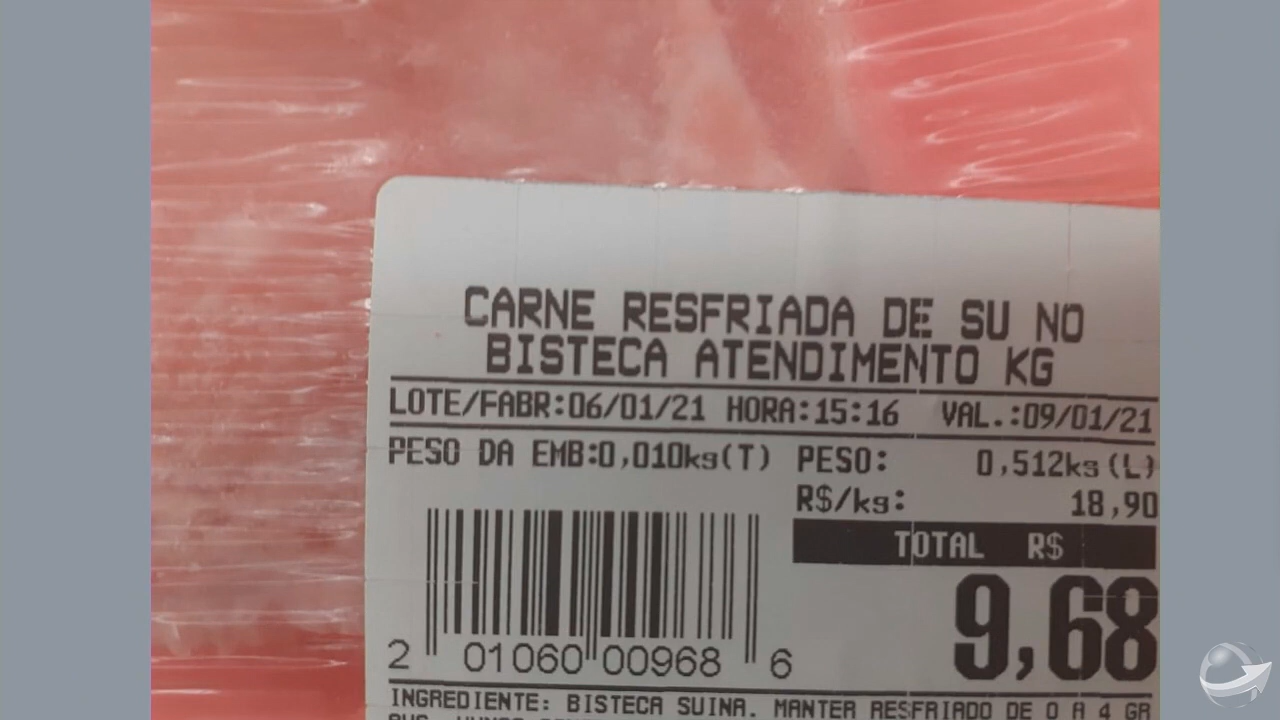 CARNE RESFRIADA DE SU NO
BISTECA ATENDIMENTO KG
LOTE/FABR:06/01/21 HORA:15:16 VAL.:09/01/21
PESO DA EMB:0,010kg(T) PESO: 0,512kg(L)
R$/kg: 18,90
TOTAL R$
9,68
2 01060 00968 6
INGREDIENTE: BISTECA SUINA. MANTER RESFRIADO DE 0 A 4 GR